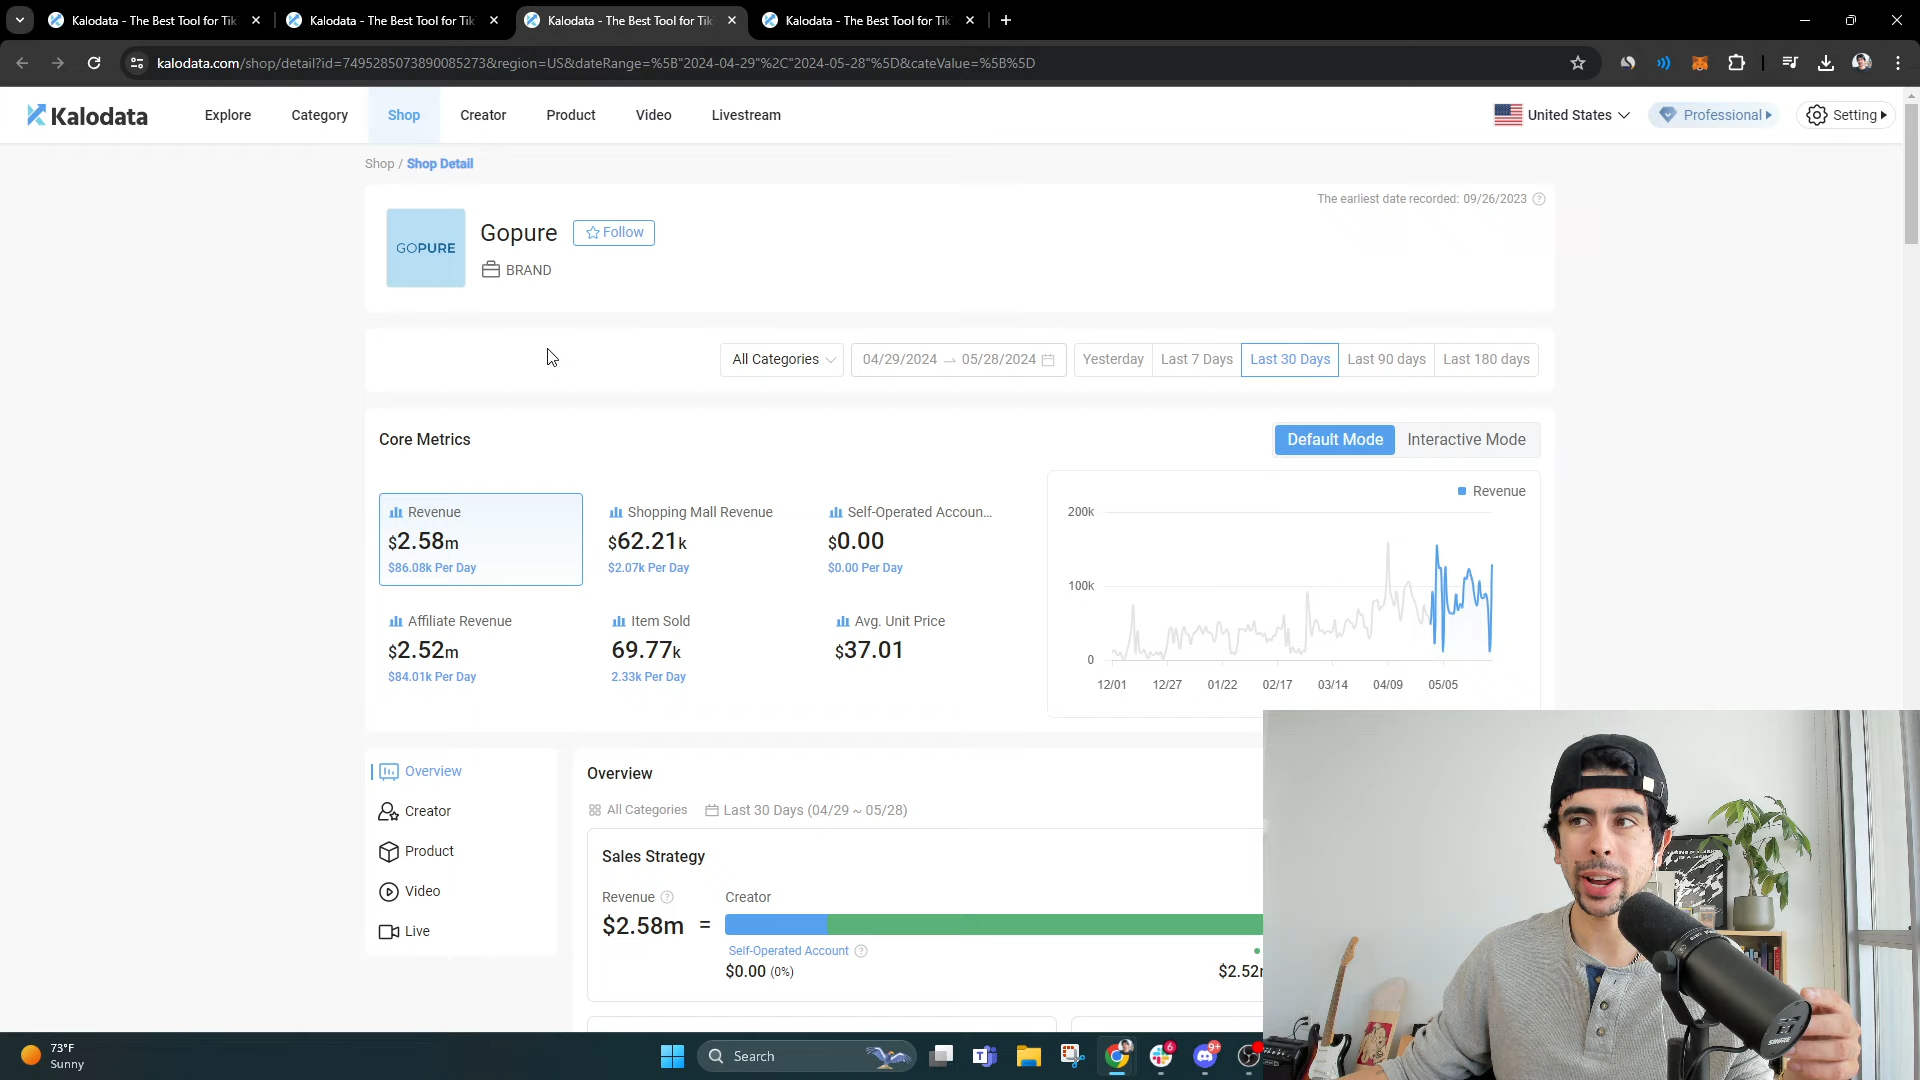 Kalodata - The Best Tool for Tik
Kalodata - The Best Tool for Tik
Kalodata - The Best Tool for Tik
Kalodata - The Best Tool for Tik
kalodata.com/shop/detail?id=7495285073890085273&region=US&dateRange=%5B"2024-04-29"%2C"2024-05-28"%5D&cateValue=%5B%5D
Kalodata
Explore
Category
Shop
Creator
Product
Video
Livestream
United States
Professional
Setting
Shop / Shop Detail
The earliest date recorded: 09/26/2023
GOPURE
Gopure
Follow
BRAND
All Categories
04/29/2024
05/28/2024
Yesterday
Last 7 Days
Last 30 Days
Last 90 days
Last 180 days
Core Metrics
Default Mode
Interactive Mode
Revenue
$2.58m
$86.08k Per Day
Shopping Mall Revenue
$62.21k
$2.07k Per Day
Self-Operated Accoun...
$0.00
$0.00 Per Day
Affiliate Revenue
$2.52m
$84.01k Per Day
Item Sold
69.77k
2.33k Per Day
Avg. Unit Price
$37.01
Revenue
200k
100k
0
12/01
12/27
01/22
02/17
03/14
04/09
05/05
Overview
Creator
Product
Video
Live
Overview
All Categories
Last 30 Days (04/29 ~ 05/28)
Sales Strategy
Revenue
$2.58m
=
Creator
Self-Operated Account
$0.00 (0%)
$2.52
73°F
Sunny
Search
6
9+
SHURE